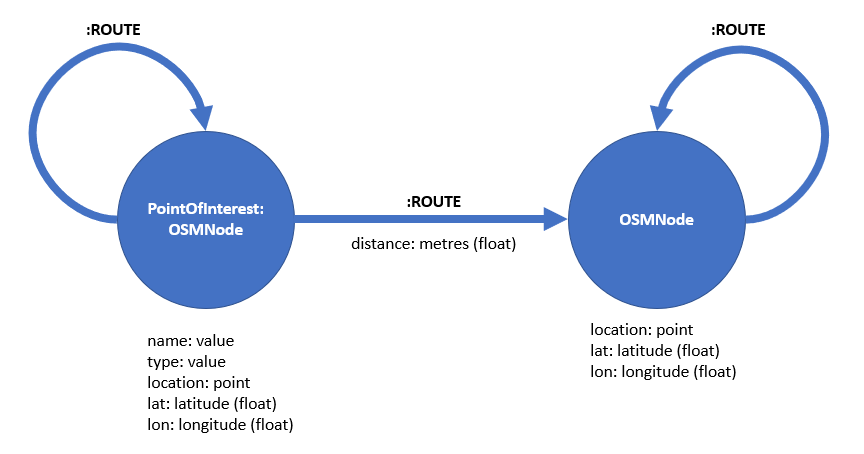 :ROUTE
:ROUTE
PointOfInterest:
OSMNode
:ROUTE
distance: metres (float)
OSMNode
name: value
type: value
location: point
lat: latitude (float)
lon: longitude (float)
location: point
lat: latitude (float)
lon: longitude (float)